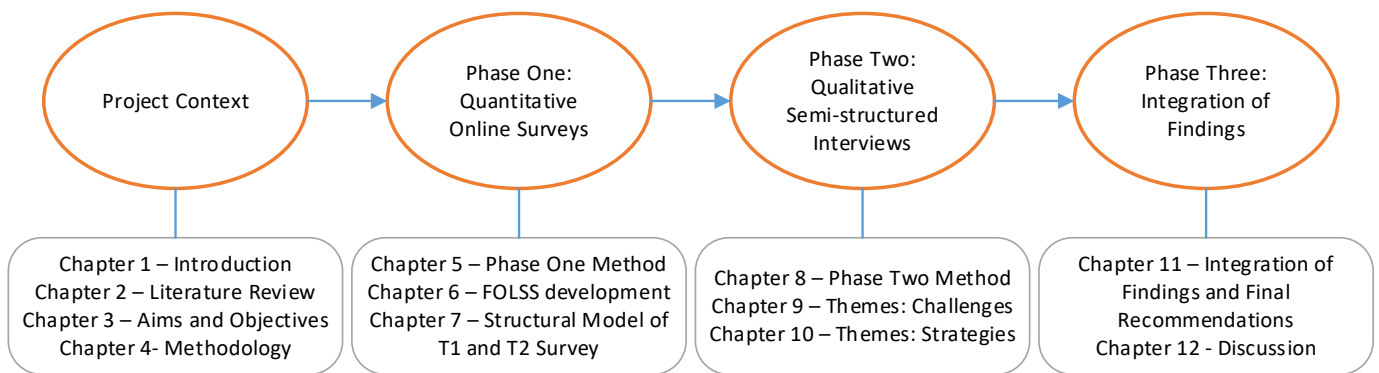 Project Context
Phase One:
Quantitative
Online Surveys
Phase Two:
Qualitative
Semi-structured
Interviews
Phase Three:
Integration of
Findings
Chapter 1 – Introduction
Chapter 2 – Literature Review
Chapter 3 – Aims and Objectives
Chapter 4- Methodology
Chapter 5 – Phase One Method
Chapter 6 – FOLSS development
Chapter 7 – Structural Model of
T1 and T2 Survey
Chapter 8 – Phase Two Method
Chapter 9 – Themes: Challenges
Chapter 10 – Themes: Strategies
Chapter 11 – Integration of
Findings and Final
Recommendations
Chapter 12 - Discussion